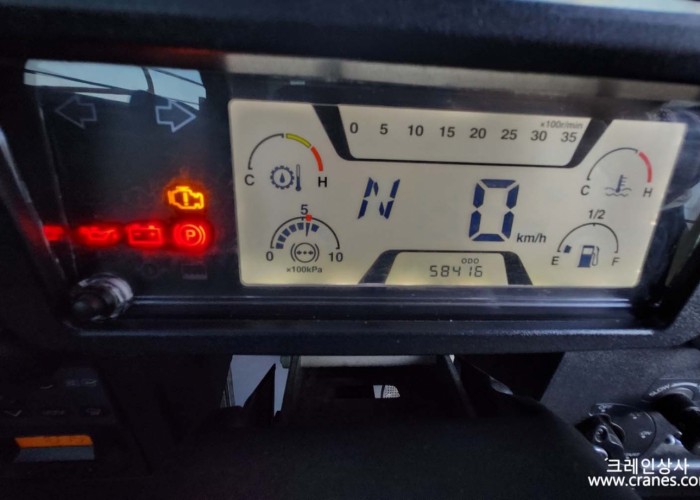 x100r/min
0 5 10 15 20 25 30 35
C H
C H
5
N 0 km/h
1/2
0 10
x100kPa
E F
ODO
58416
P
크레인상사
www.cranes.co